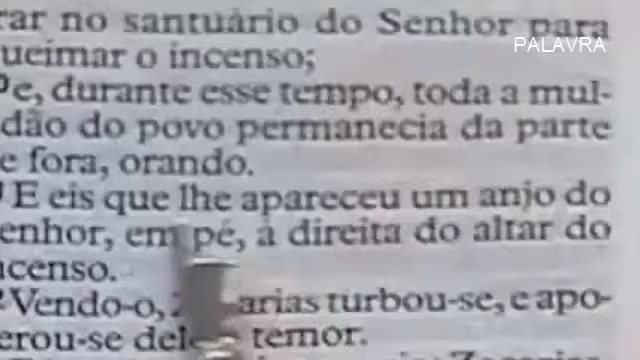 rar no santuário do Senhor para
PALAVRA
ueimar o incenso;
e, durante esse tempo, toda a mul-
dão do povo permanecia da parte
e fora, orando.
E eis que lhe apareceu um anjo do
enhor, em pé, à direita do altar do
ncenso.
Vendo-o, arias turbou-se, e apo-
erou-se dele temor.